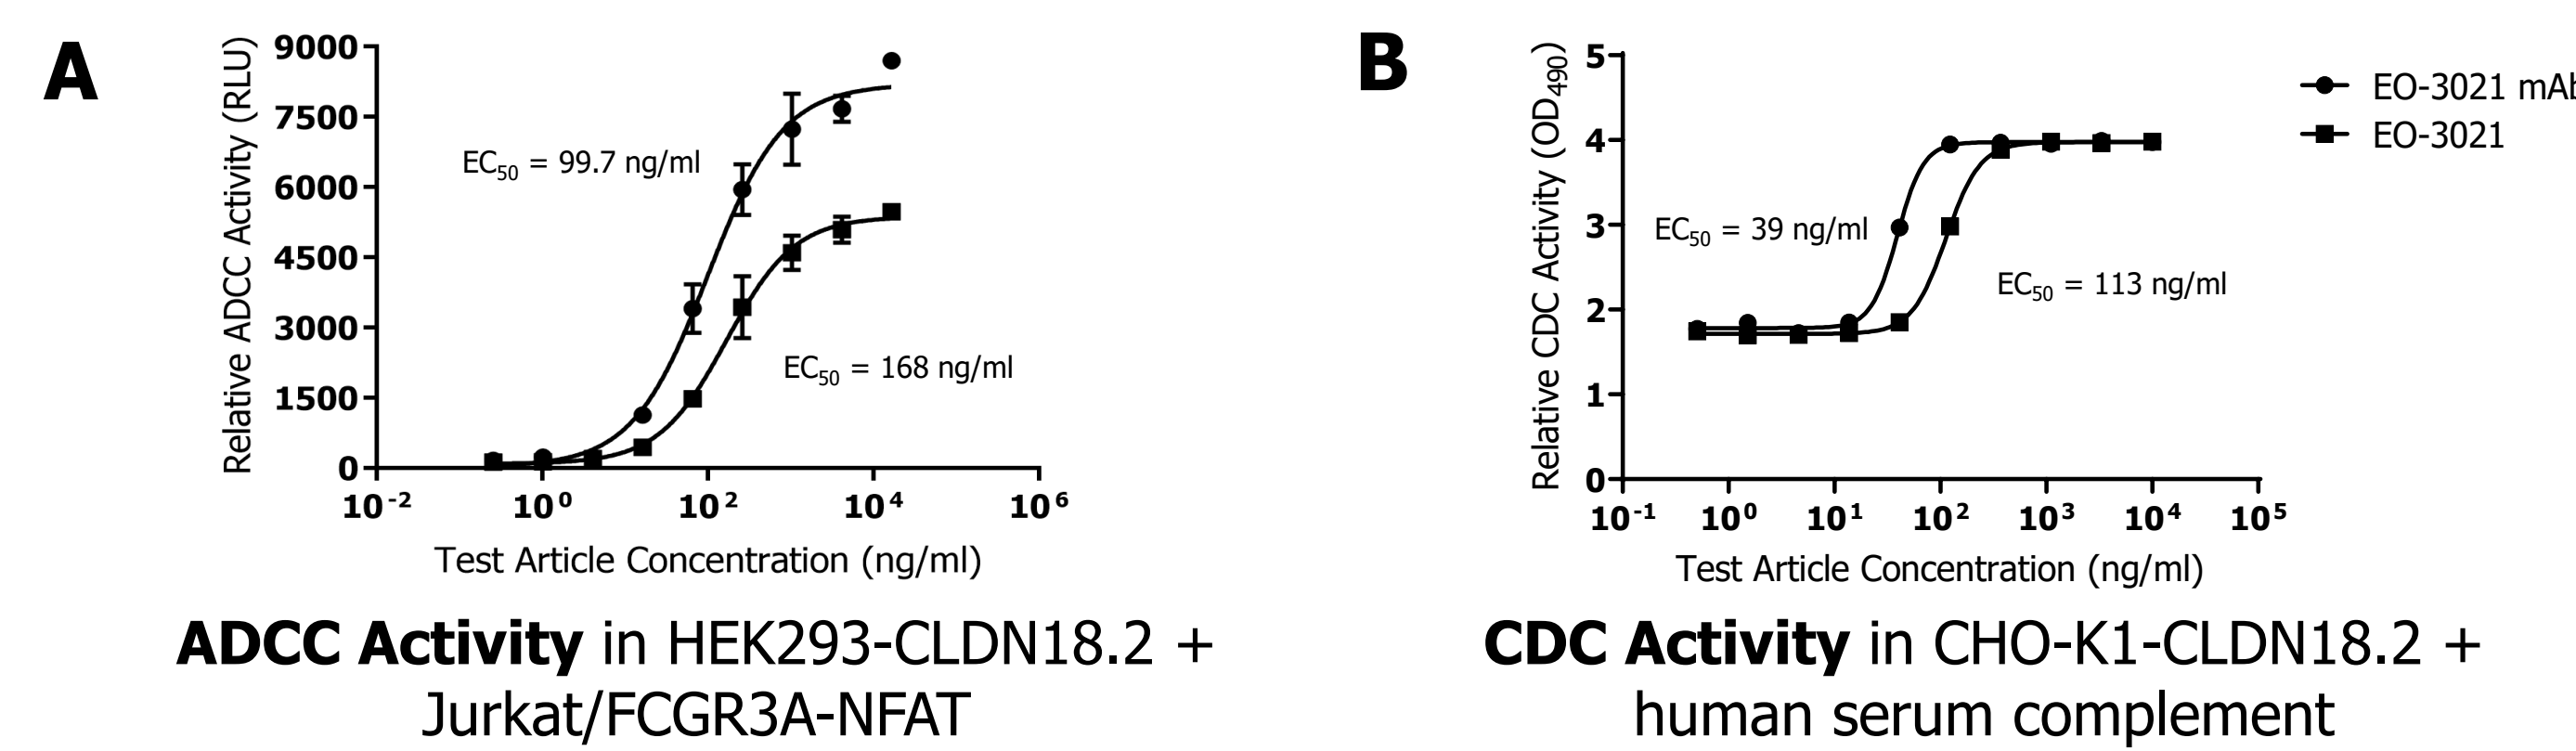 A
Relative ADCC Activity (RLU)
9000
7500
6000
4500
3000
1500
0
EC50 = 99.7 ng/ml
EC50 = 168 ng/ml
10-2 100 102 104 106
Test Article Concentration (ng/ml)
ADCC Activity in HEK293-CLDN18.2 +
Jurkat/FCGR3A-NFAT
B
Relative CDC Activity (OD490)
5
4
3
2
1
0
EC50 = 39 ng/ml
EC50 = 113 ng/ml
EO-3021 mAb
EO-3021
10-1 100 101 102 103 104 105
Test Article Concentration (ng/ml)
CDC Activity in CHO-K1-CLDN18.2 +
human serum complement